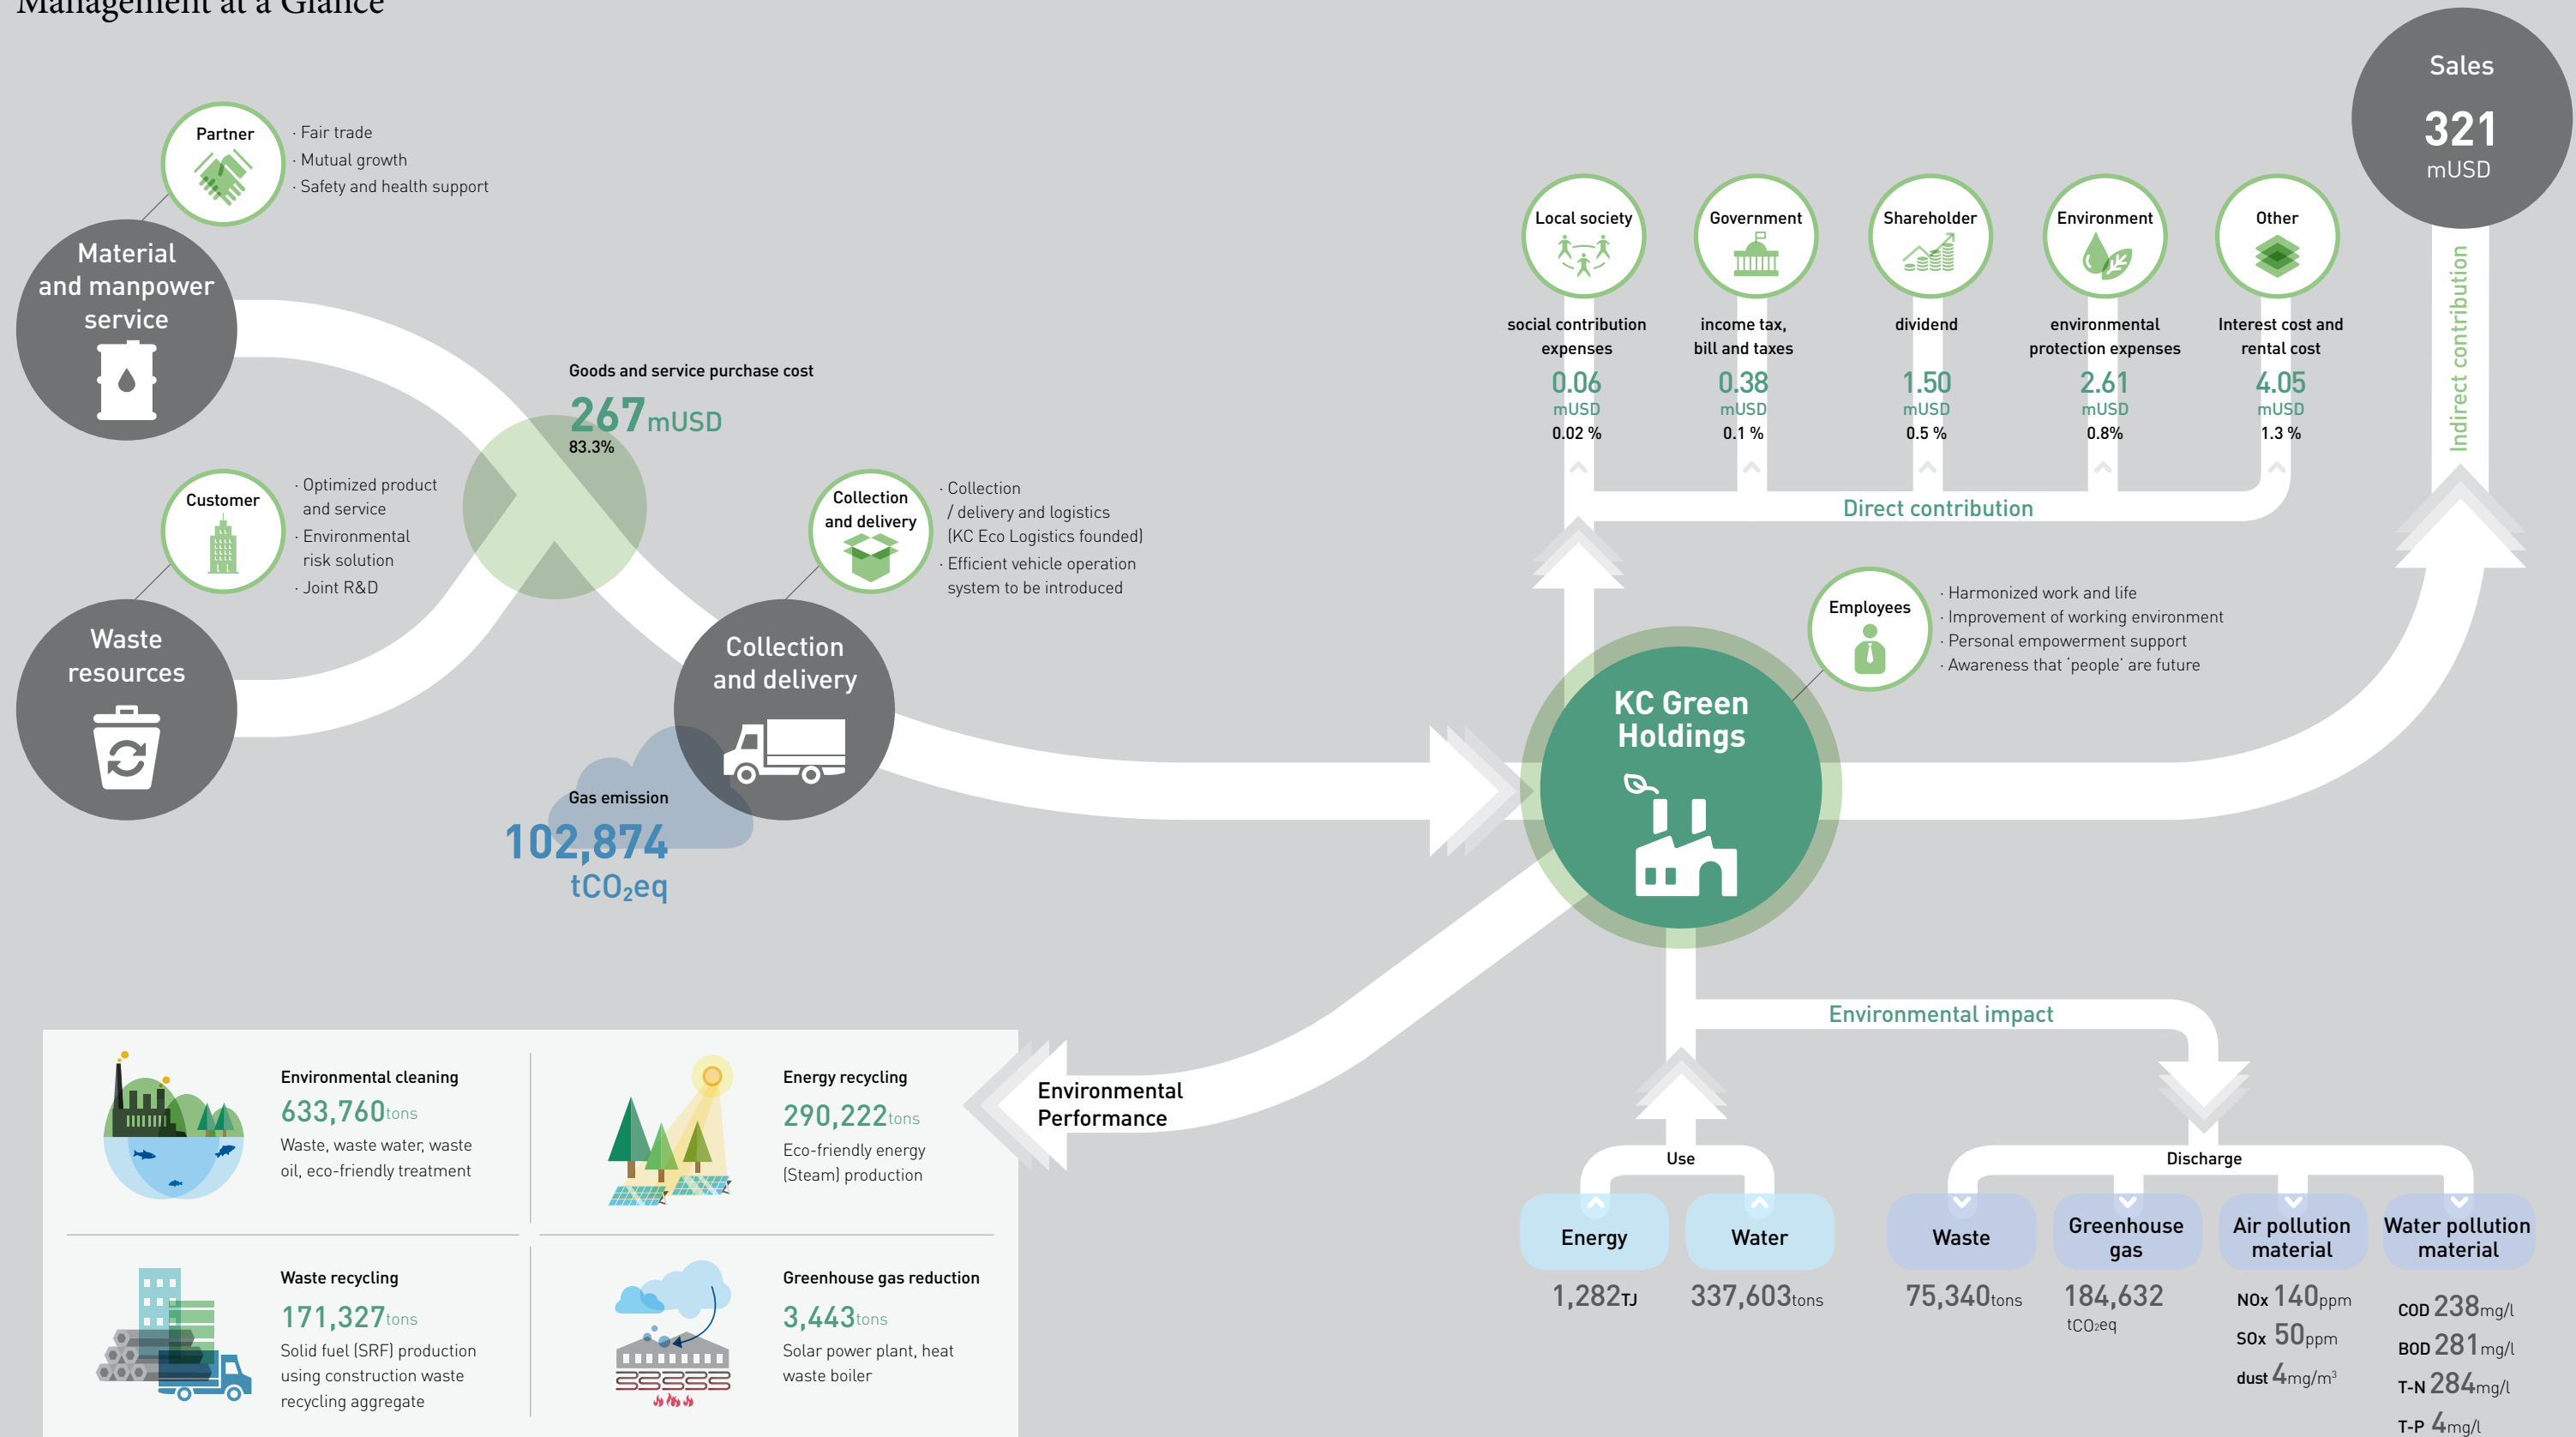 Management at a Glance
Partner
· Fair trade
· Mutual growth
· Safety and health support
Material
and manpower
service
Goods and service purchase cost
267 mUSD
83.3%
Customer
· Optimized product
and service
· Environmental
risk solution
· Joint R&D
Waste
resources
Collection
and delivery
· Collection
/ delivery and logistics
(KC Eco Logistics founded)
· Efficient vehicle operation
system to be introduced
Collection
and delivery
Gas emission
102,874
tCO₂eq
Sales
321
mUSD
Indirect contribution
Local society
social contribution
expenses
0.06
mUSD
0.02 %
Government
income tax,
bill and taxes
0.38
mUSD
0.1 %
Shareholder
dividend
1.50
mUSD
0.5 %
Environment
environmental
protection expenses
2.61
mUSD
0.8%
Other
Interest cost and
rental cost
4.05
mUSD
1.3 %
Direct contribution
Employees
· Harmonized work and life
· Improvement of working environment
· Personal empowerment support
· Awareness that 'people' are future
KC Green
Holdings
Environmental
Performance
Environmental cleaning
633,760tons
Waste, waste water, waste
oil, eco-friendly treatment
Energy recycling
290,222tons
Eco-friendly energy
(Steam) production
Waste recycling
171,327tons
Solid fuel (SRF) production
using construction waste
recycling aggregate
Greenhouse gas reduction
3,443tons
Solar power plant, heat
waste boiler
Environmental impact
Use
Energy
1,282TJ
Water
337,603tons
Discharge
Waste
75,340tons
Greenhouse
gas
184,632
tCO₂eq
Air pollution
material
NOx 140ppm
SOx 50ppm
dust 4mg/m³
Water pollution
material
COD 238mg/l
BOD 281mg/l
T-N 284mg/l
T-P 4mg/l